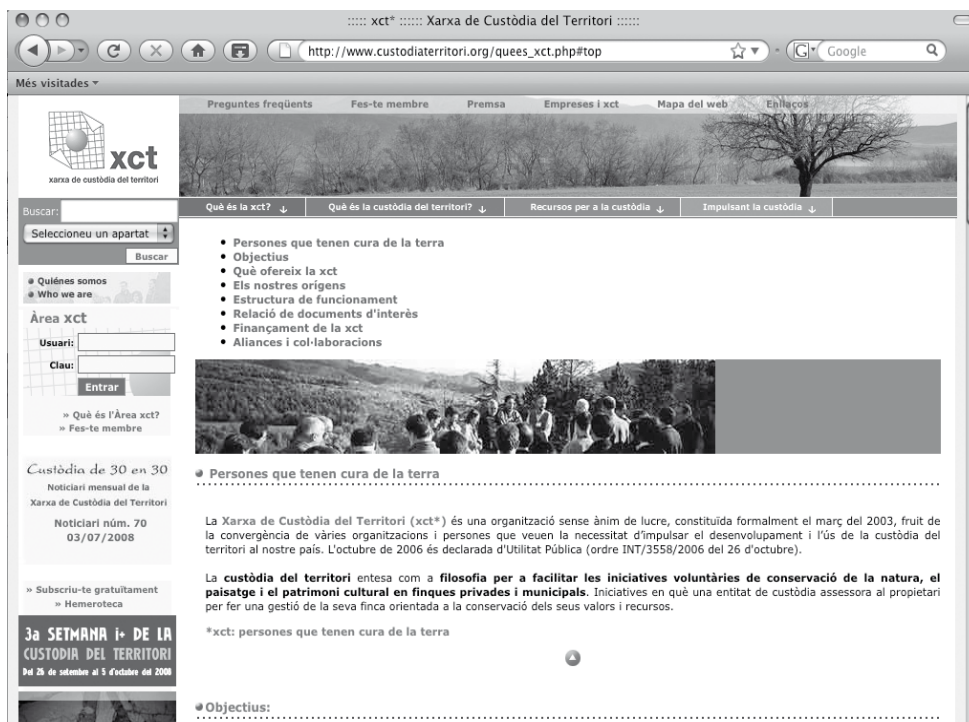 ::::: xct* :::::: Xarxa de Custòdia del Territori ::::::
http://www.custodiaterritori.org/quees_xct.php#top
G
Google
Més visitades
Preguntes freqüents Fes-te membre Premsa Empreses i xct Mapa del web Enllaços
xct
xarxa de custòdia del territori
Què és la xct? Què és la custòdia del territori? Recursos per a la custòdia Impulsant la custòdia
Buscar:
Seleccioneu un apartat
Buscar
Quiénes somos
Who we are
Àrea xct
Usuari:
Clau:
Entrar
» Què és l'Àrea xct?
» Fes-te membre
Custòdia de 30 en 30
Noticiari mensual de la
Xarxa de Custòdia del Territori
Noticiari núm. 70
03/07/2008
» Subscriu-te gratuïtament
» Hemeroteca
3a SETMANA i+ DE LA
CUSTODIA DEL TERRITORI
Del 26 de setembre al 5 d'octubre del 2008
• Persones que tenen cura de la terra
• Objectius
• Què ofereix la xct
• Els nostres orígens
• Estructura de funcionament
• Relació de documents d'interès
• Finançament de la xct
• Aliances i col·laboracions
Persones que tenen cura de la terra
La Xarxa de Custòdia del Territori (xct*) és una organització sense ànim de lucre, constituïda formalment el març del 2003, fruit de
la convergència de vàries organitzacions i persones que veuen la necessitat d'impulsar el desenvolupament i l'ús de la custòdia del
territori al nostre país. L'octubre de 2006 és declarada d'Utilitat Pública (ordre INT/3558/2006 del 26 d'octubre).
La custòdia del territori entesa com a filosofia per a facilitar les iniciatives voluntàries de conservació de la natura, el
paisatge i el patrimoni cultural en finques privades i municipals. Iniciatives en què una entitat de custòdia assessora al propietari
per fer una gestió de la seva finca orientada a la conservació dels seus valors i recursos.
*xct: persones que tenen cura de la terra
Objectius: